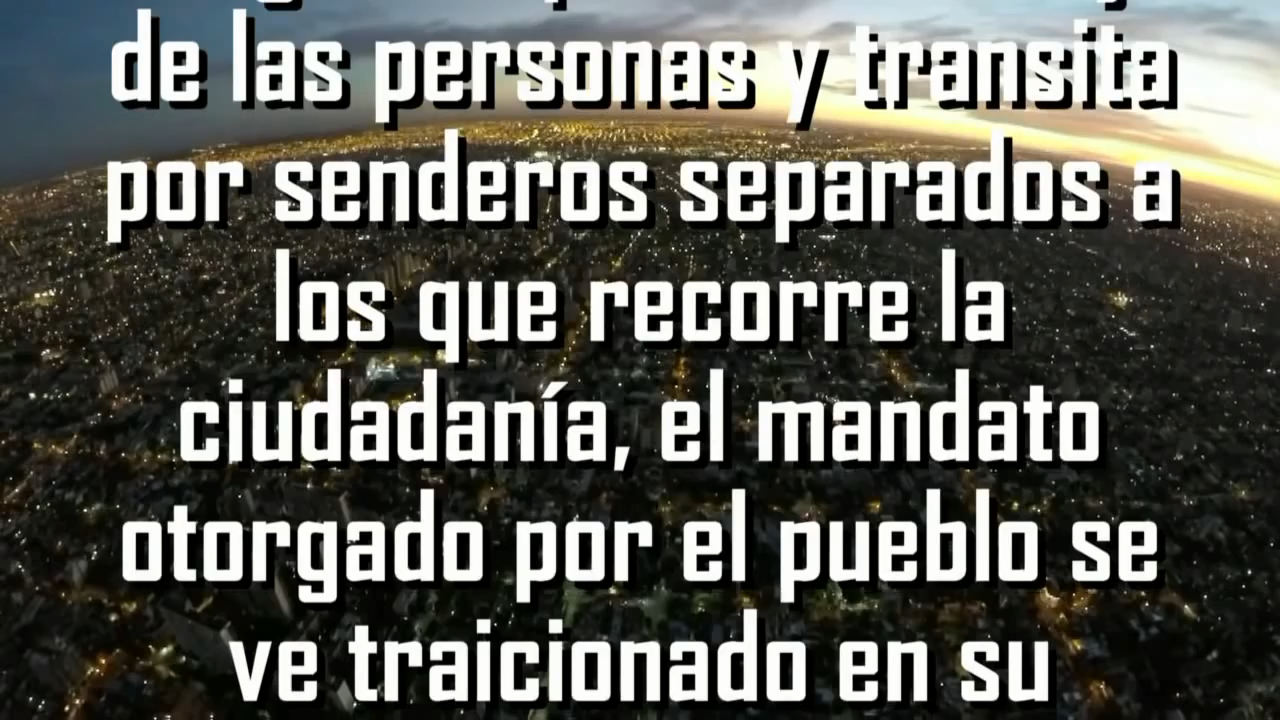 de las personas y transita
por senderos separados a
los que recorre la
ciudadanía, el mandato
otorgado por el pueblo se
ve traicionado en su